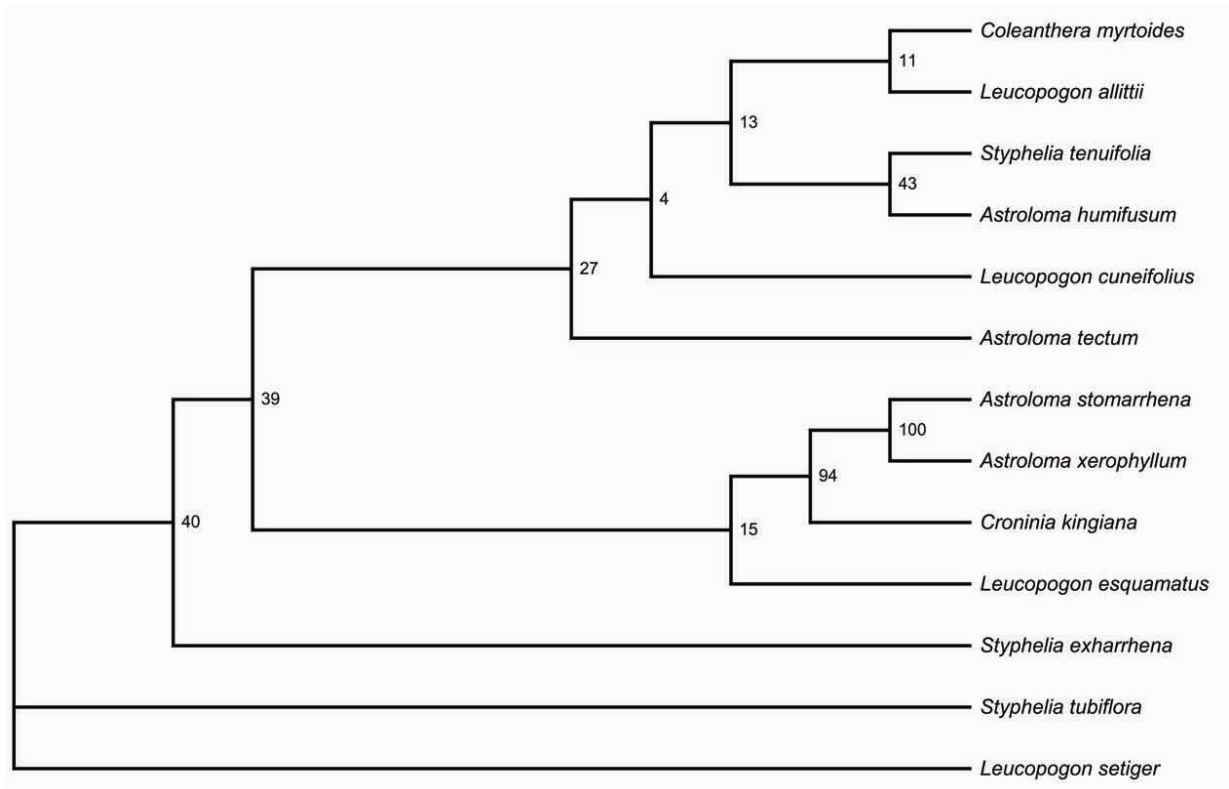 Coleanthera myrtoides
11
Leucopogon allittii
13
Styphelia tenuifolia
43
4
Astroloma humifusum
27
Leucopogon cuneifolius
Astroloma tectum
39
Astroloma stomarrhena
100
Astroloma xerophyllum
94
Croninia kingiana
40
15
Leucopogon esquamatus
Styphelia exharrhena
Styphelia tubiflora
Leucopogon setiger